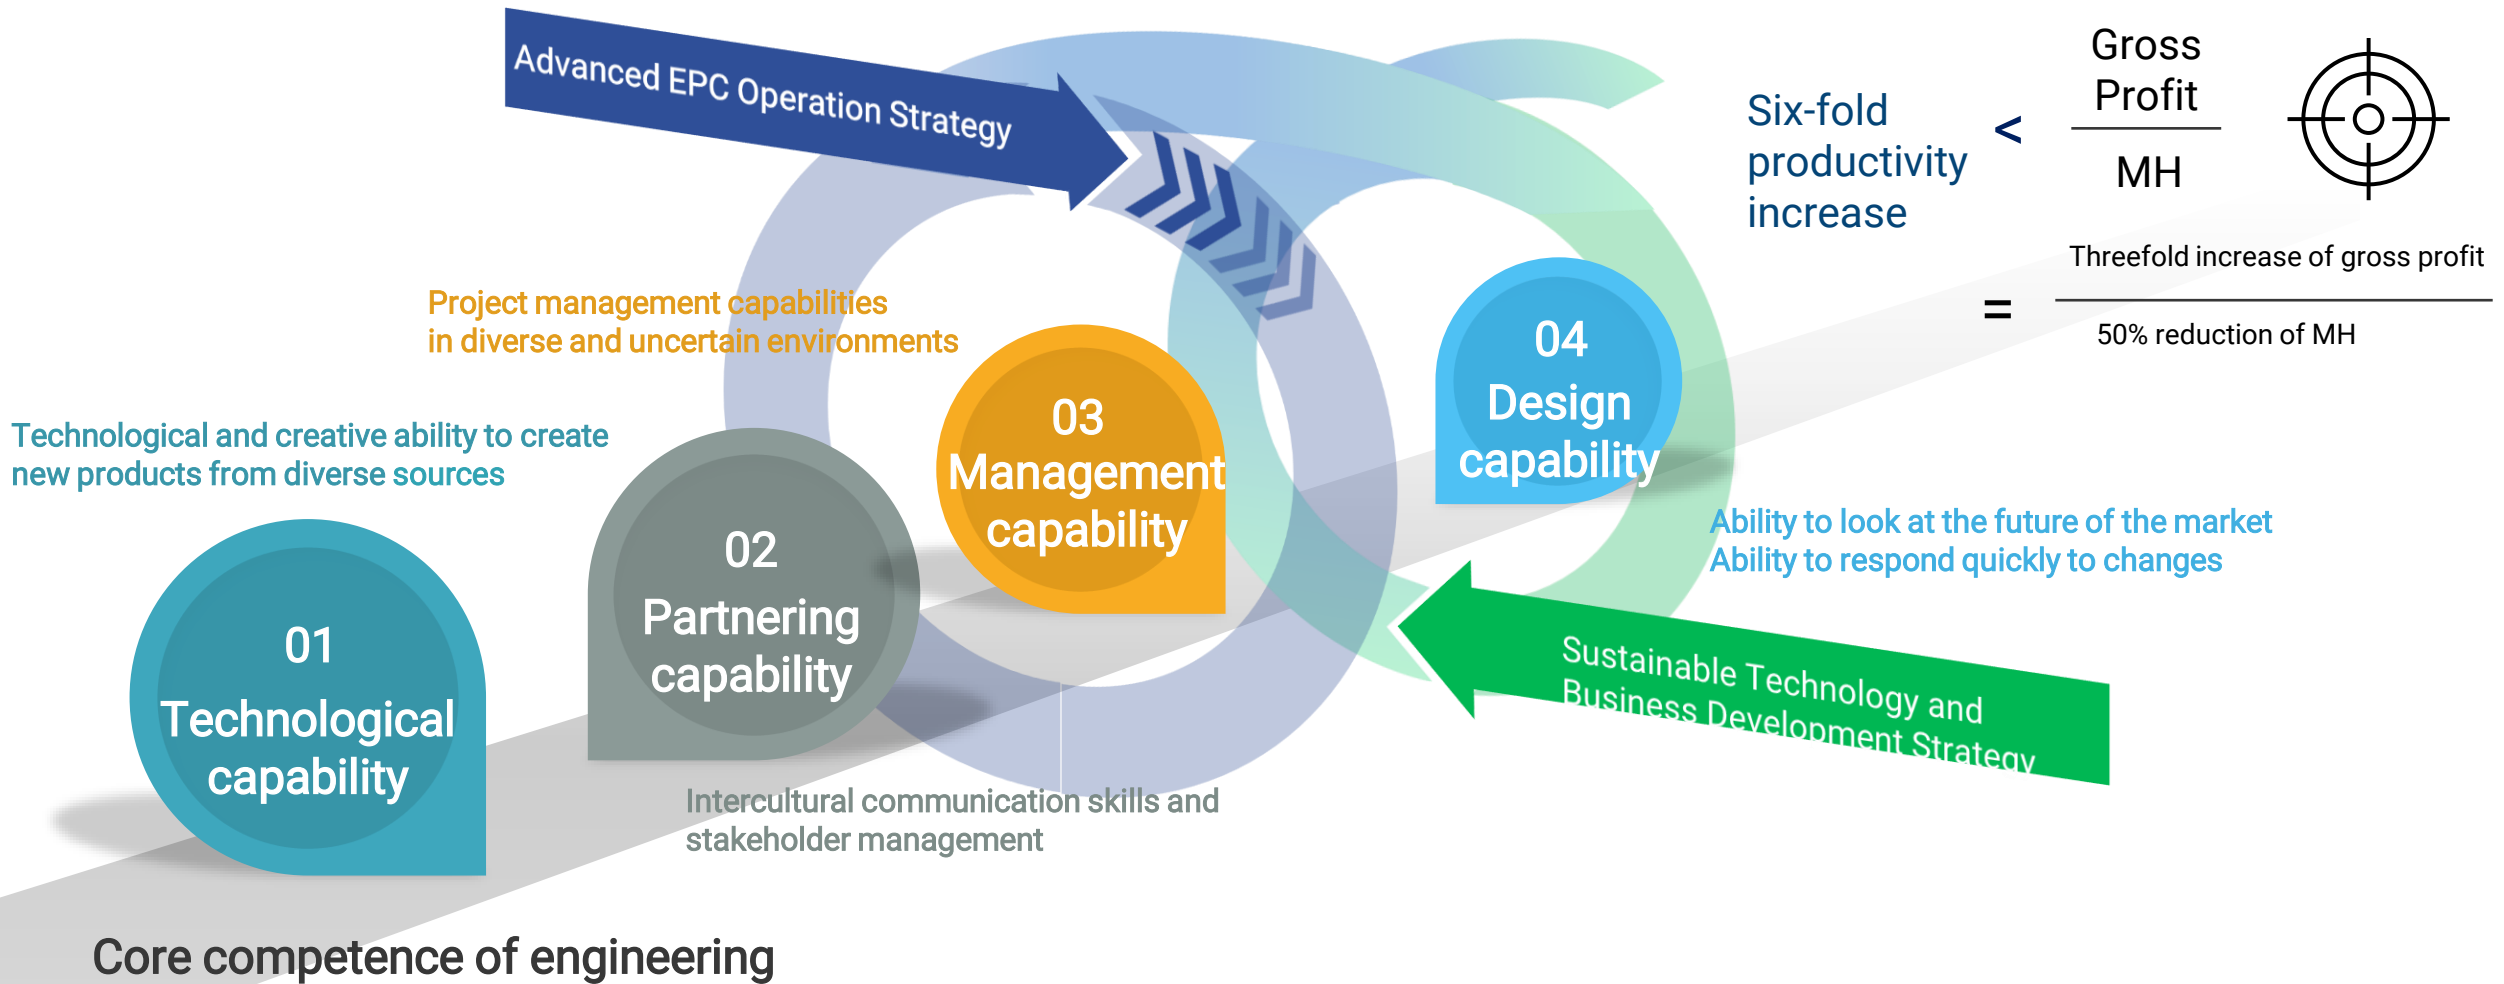 Advanced EPC Operation Strategy
Gross
Profit
MH
Six-fold
productivity
increase
<
Threefold increase of gross profit
=
50% reduction of MH
Project management capabilities
in diverse and uncertain environments
04
Design
capability
03
Management
capability
Technological and creative ability to create
new products from diverse sources
02
Partnering
capability
Ability to look at the future of the market
Ability to respond quickly to changes
01
Technological
capability
Sustainable Technology and
Business Development Strategy
Intercultural communication skills and
stakeholder management
Core competence of engineering